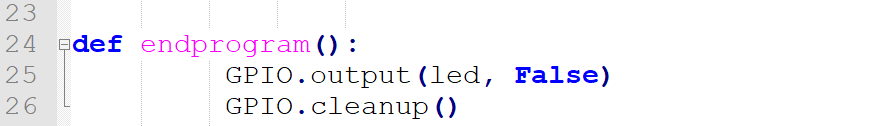 23
24 def endprogram():
25         GPIO.output(led, False)
26         GPIO.cleanup()